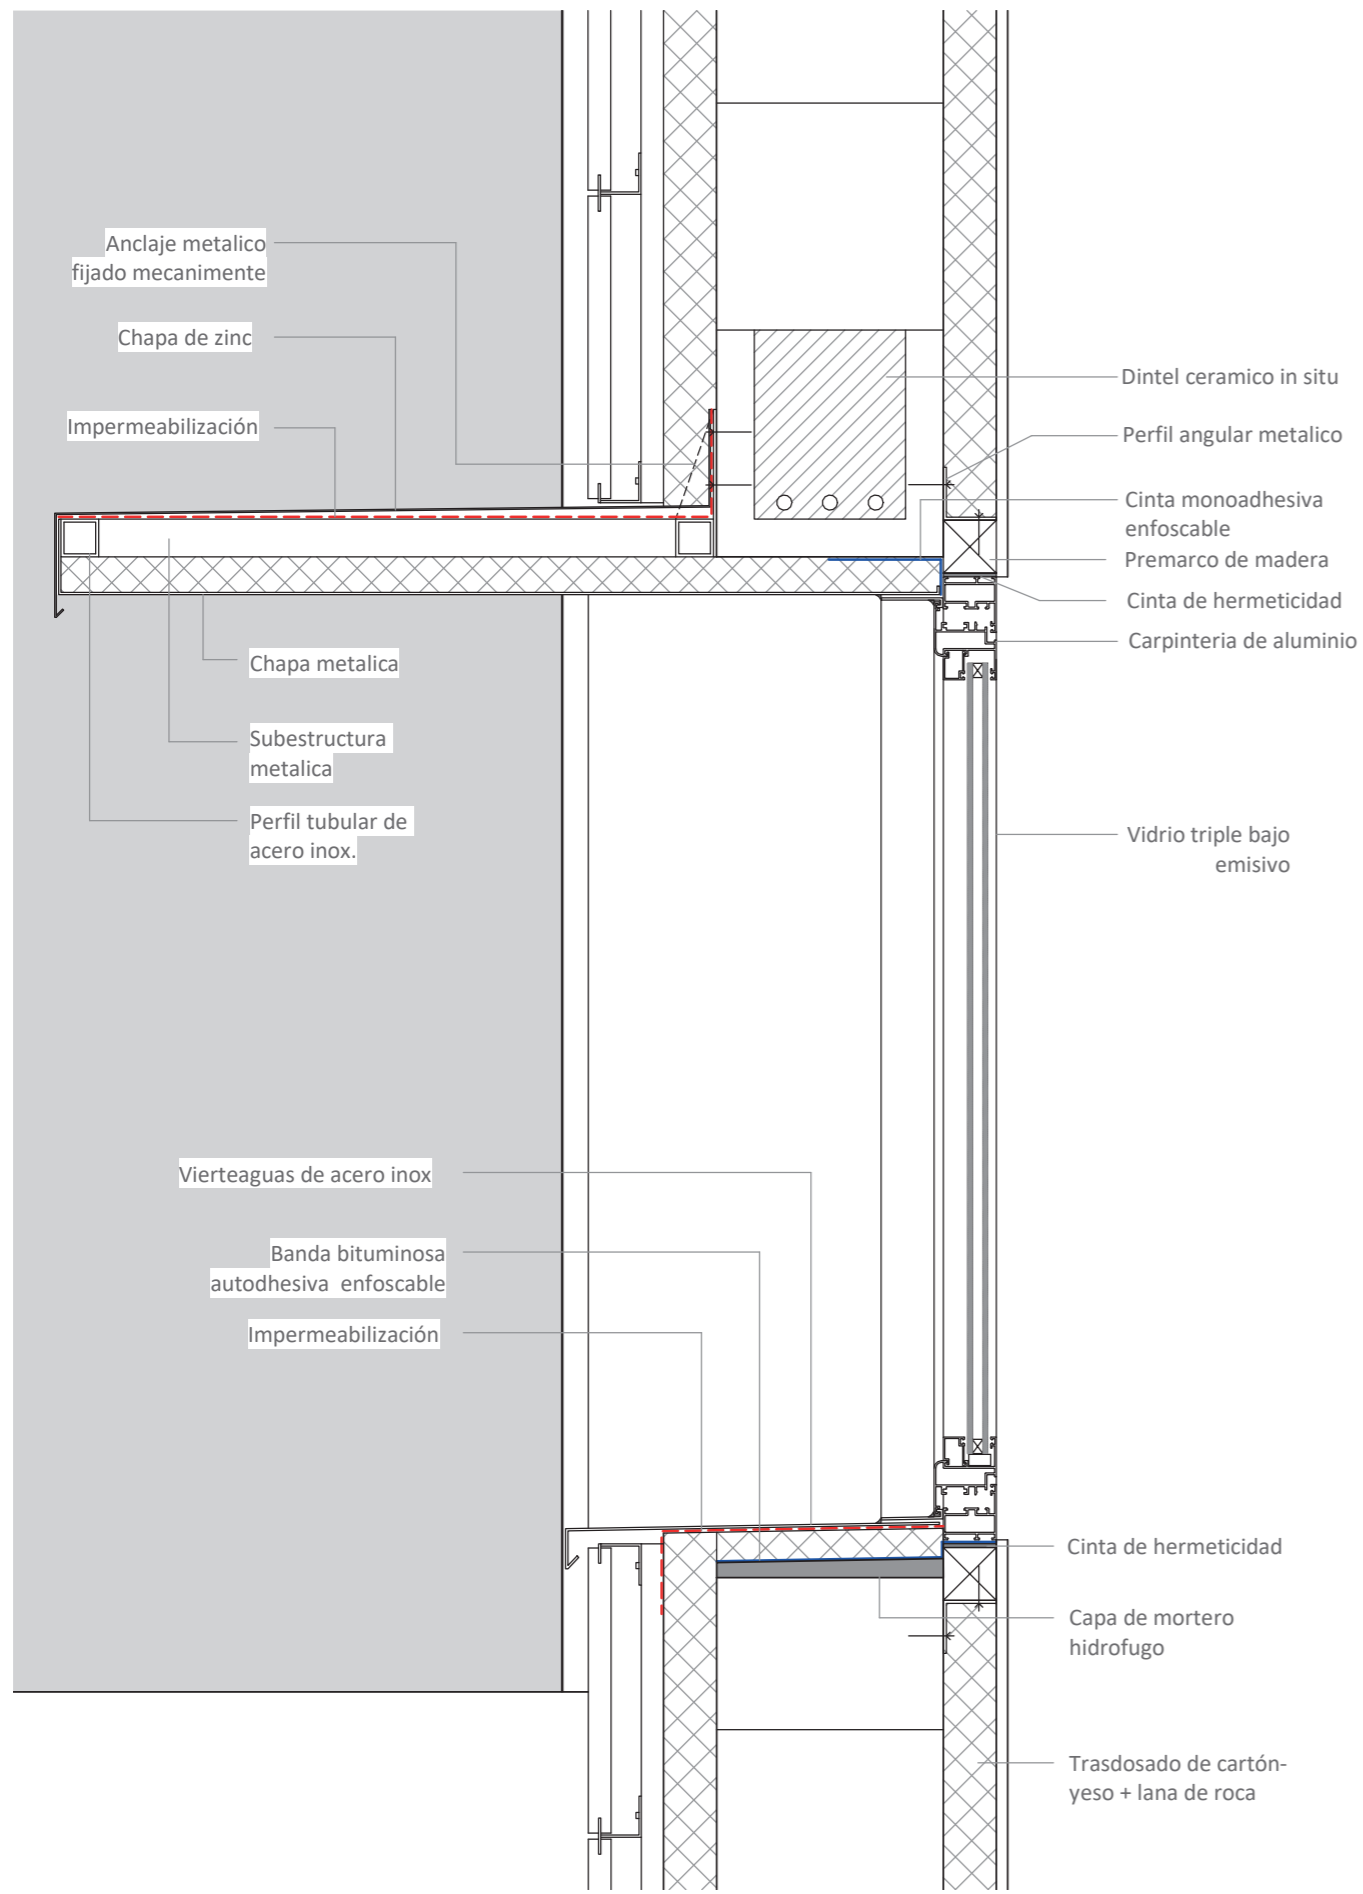 Anclaje metalico
fijado mecanimente
Chapa de zinc
Impermeabilización
Dintel ceramico in situ
Perfil angular metalico
Cinta monoadhesiva
enfoscable
Premarco de madera
Cinta de hermeticidad
Carpinteria de aluminio
Chapa metalica
Subestructura
metalica
Perfil tubular de
acero inox.
Vidrio triple bajo
emisivo
Vierteaguas de acero inox
Banda bituminosa
autodhesiva enfoscable
Impermeabilización
Cinta de hermeticidad
Capa de mortero
hidrofugo
Trasdosado de cartón-
yeso + lana de roca